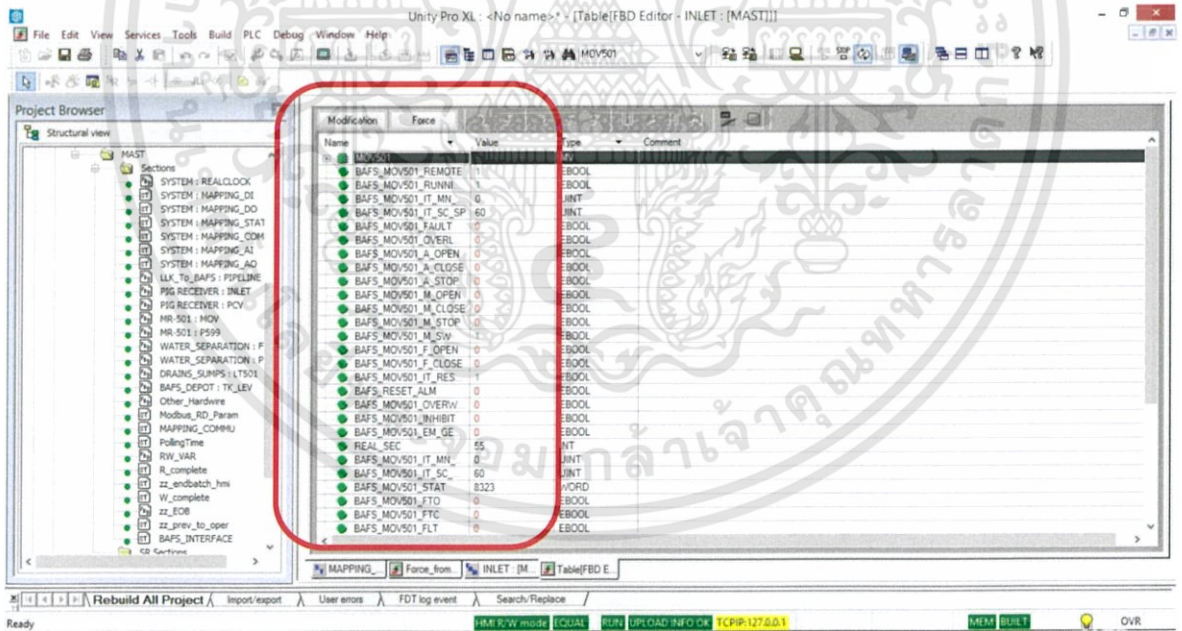 Unity Pro XL : <No name>* - [Table[FBD Editor - INLET : [MAST]]]
File Edit View Services Tools Build PLC Debug Window Help
MOV501
Project Browser
Structural view
MAST
Sections
SYSTEM : REALCLOCK
SYSTEM : MAPPING_DI
SYSTEM : MAPPING_DO
SYSTEM : MAPPING_STAT
SYSTEM : MAPPING_COM
SYSTEM : MAPPING_AI
SYSTEM : MAPPING_AO
LLK_To_BAFS : PIPELINE
PIG RECEIVER : INLET
PIG RECEIVER : PCV
MR-501 : MOV
MR-501 : P599
WATER_SEPARATION : F
WATER_SEPARATION : P
DRAINS_SUMPS : LT501
BAFS_DEPOT : TK_LEV
Other_Hardwire
Modbus_RD_Param
MAPPING_COMMU
PollingTime
RW_VAR
R_complete
zz_endbatch_hmi
W_complete
zz_EOB
zz_prev_to_oper
BAFS_INTERFACE
SR Sections
Modification Force
Name Value Type Comment
MOV501 MV
BAFS_MOV501_REMOTE 1 EBOOL
BAFS_MOV501_RUNNI 1 EBOOL
BAFS_MOV501_IT_MN_ 0 UINT
BAFS_MOV501_IT_SC_SP 60 UINT
BAFS_MOV501_FAULT 0 EBOOL
BAFS_MOV501_OVERL 0 EBOOL
BAFS_MOV501_A_OPEN 0 EBOOL
BAFS_MOV501_A_CLOSE 0 EBOOL
BAFS_MOV501_A_STOP 0 EBOOL
BAFS_MOV501_M_OPEN 0 EBOOL
BAFS_MOV501_M_CLOSE 0 EBOOL
BAFS_MOV501_M_STOP 0 EBOOL
BAFS_MOV501_M_SW 1 EBOOL
BAFS_MOV501_F_OPEN 0 EBOOL
BAFS_MOV501_F_CLOSE 0 EBOOL
BAFS_MOV501_IT_RES 1 EBOOL
BAFS_RESET_ALM 0 EBOOL
BAFS_MOV501_OVERW 0 EBOOL
BAFS_MOV501_INHIBIT 0 EBOOL
BAFS_MOV501_EM_GE 0 EBOOL
REAL_SEC 55 INT
BAFS_MOV501_IT_MN_ 0 UINT
BAFS_MOV501_IT_SC_ 60 UINT
BAFS_MOV501_STAT 8323 WORD
BAFS_MOV501_FTO 0 EBOOL
BAFS_MOV501_FTC 0 EBOOL
BAFS_MOV501_FLT 0 EBOOL
MAPPING_ Force_from INLET : [M... Table[FBD E...
Rebuild All Project Import/export User errors FDT log event Search/Replace
Ready HMI R/W mode EQUAL RUN UPLOAD INFO OK TCPIP:127.0.0.1 MEM BUILT OVR